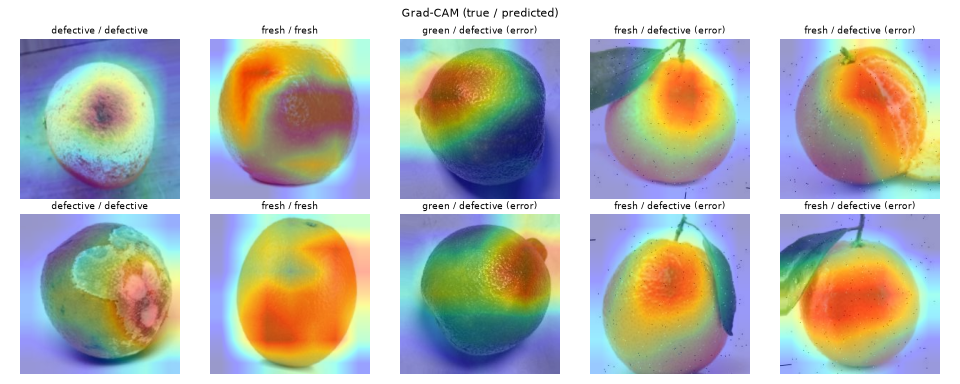 Grad-CAM (true / predicted)
defective / defective
fresh / fresh
green / defective (error)
fresh / defective (error)
fresh / defective (error)
defective / defective
fresh / fresh
green / defective (error)
fresh / defective (error)
fresh / defective (error)